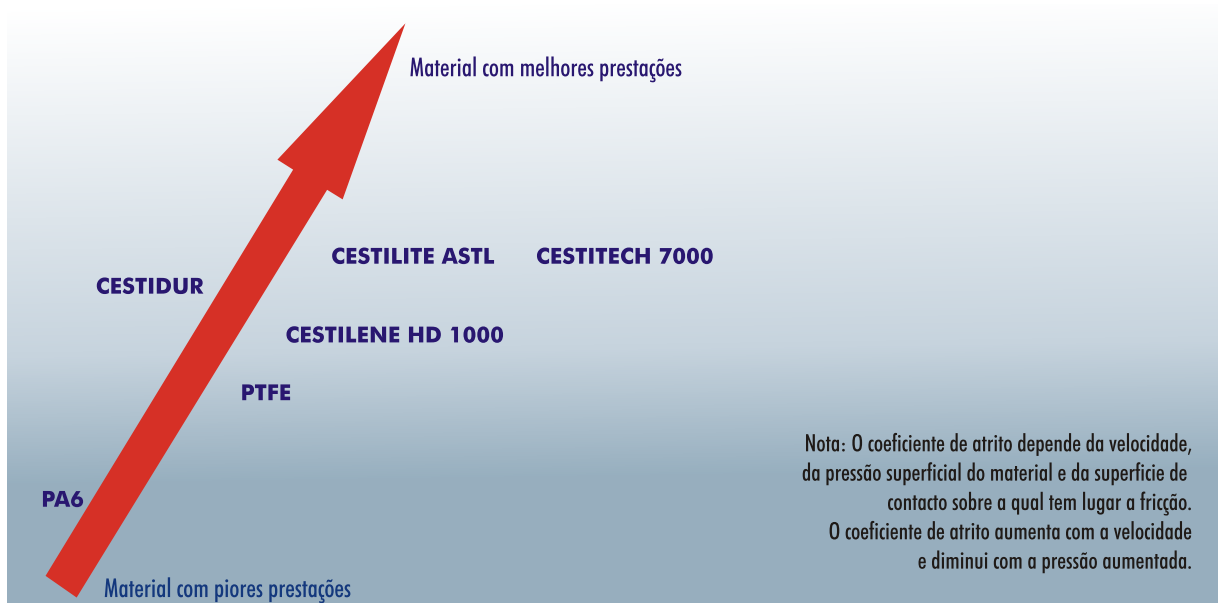 Material com melhores prestações
CESTILITE ASTL CESTITECH 7000
CESTIDUR
CESTILENE HD 1000
PTFE
Nota: O coeficiente de atrito depende da velocidade,
da pressão superficial do material e da superficie de
contacto sobre a qual tem lugar a fricção.
O coeficiente de atrito aumenta com a velocidade
e diminui com a pressão aumentada.
PA6
Material com piores prestações